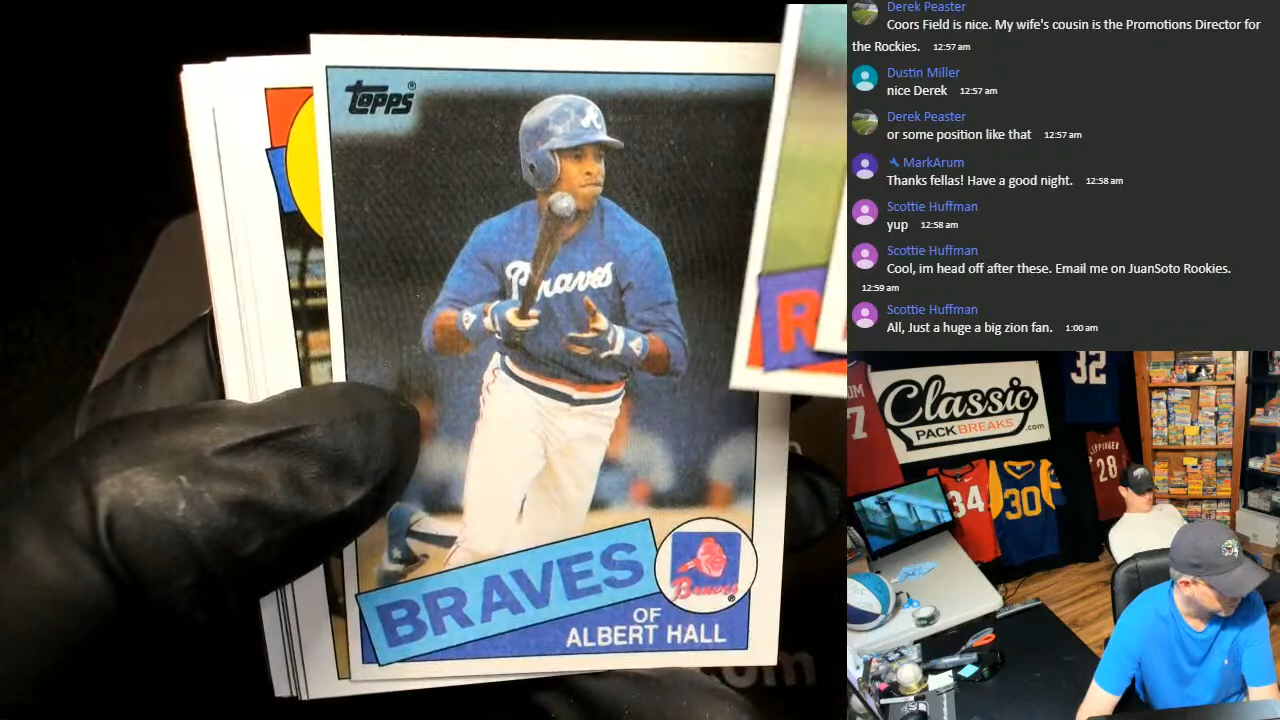 Topps
®
Braves
BRAVES
Braves
®
OF
ALBERT HALL
R
.com
Derek Peaster
Coors Field is nice. My wife's cousin is the Promotions Director for
the Rockies. 12:57 am
Dustin Miller
nice Derek 12:57 am
Derek Peaster
or some position like that 12:57 am
MarkArum
Thanks fellas! Have a good night. 12:58 am
Scottie Huffman
yup 12:58 am
Scottie Huffman
Cool, im head off after these. Email me on JuanSoto Rookies.
12:59 am
Scottie Huffman
All, Just a huge a big zion fan. 1:00 am
Classic
PACK BREAKS
.com
32
7
34
30
28